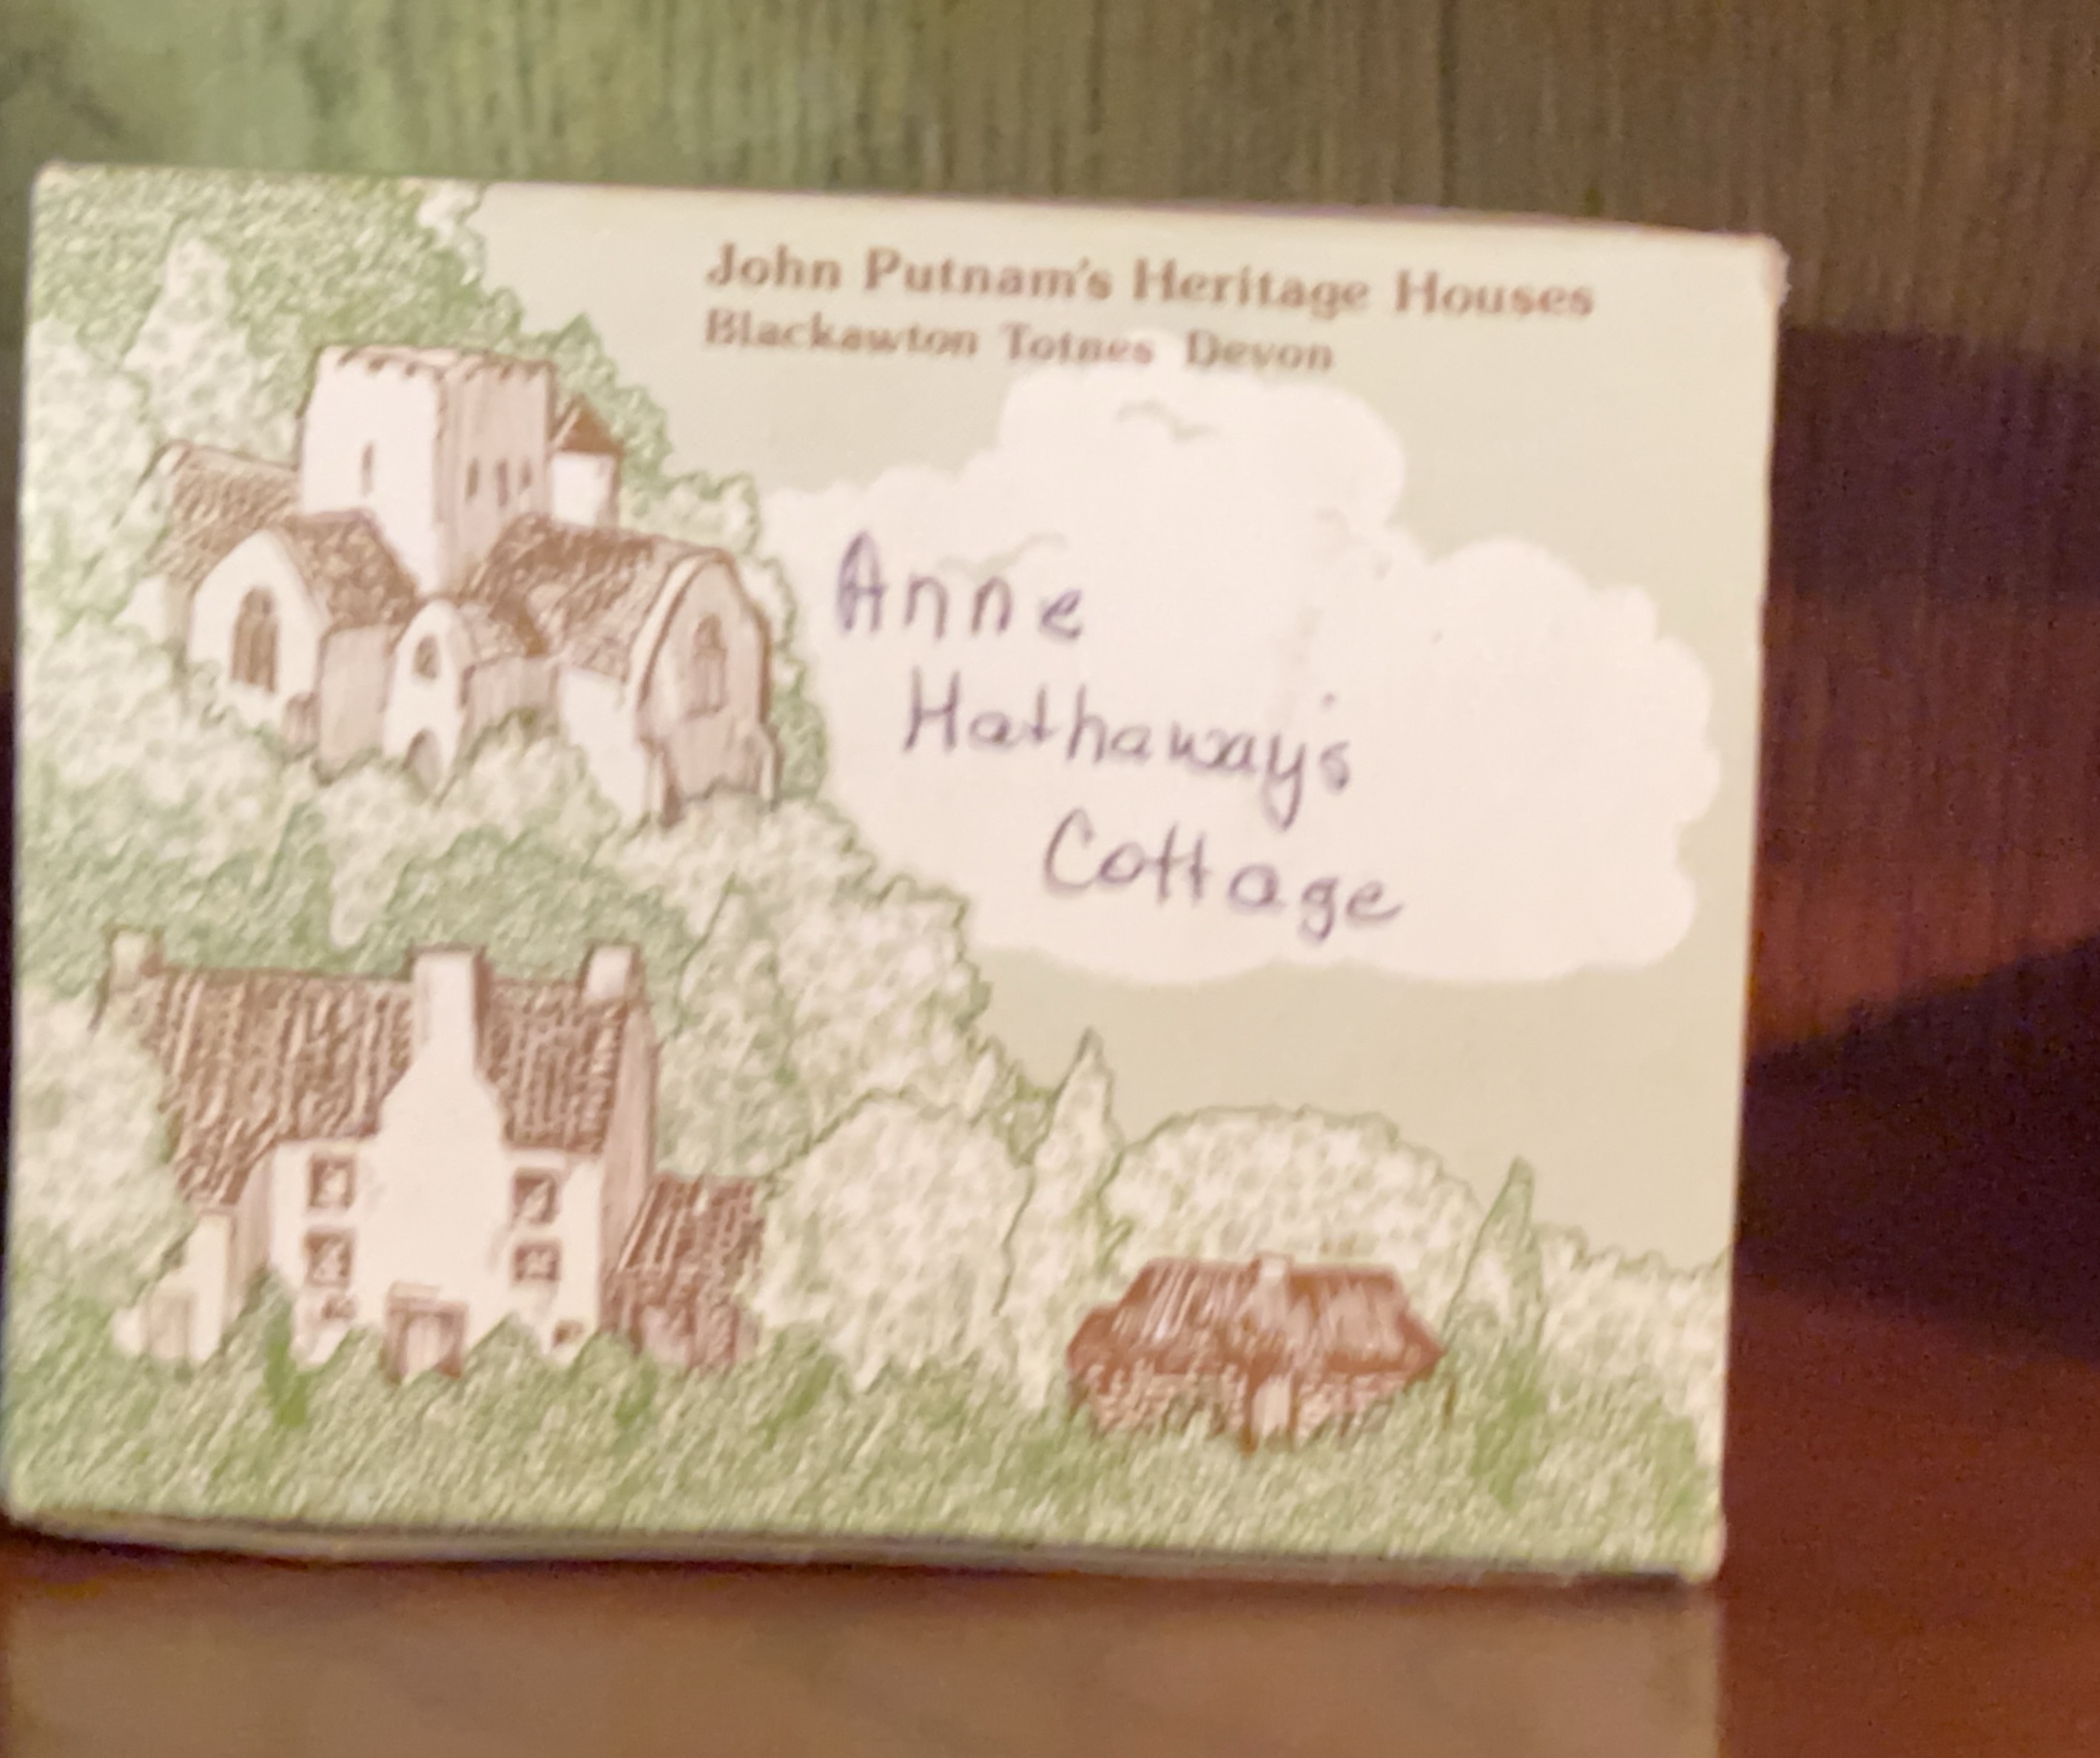 John Putnam's Heritage Houses
Blackawton Totnes Devon
Anne
Hathaway's
Cottage